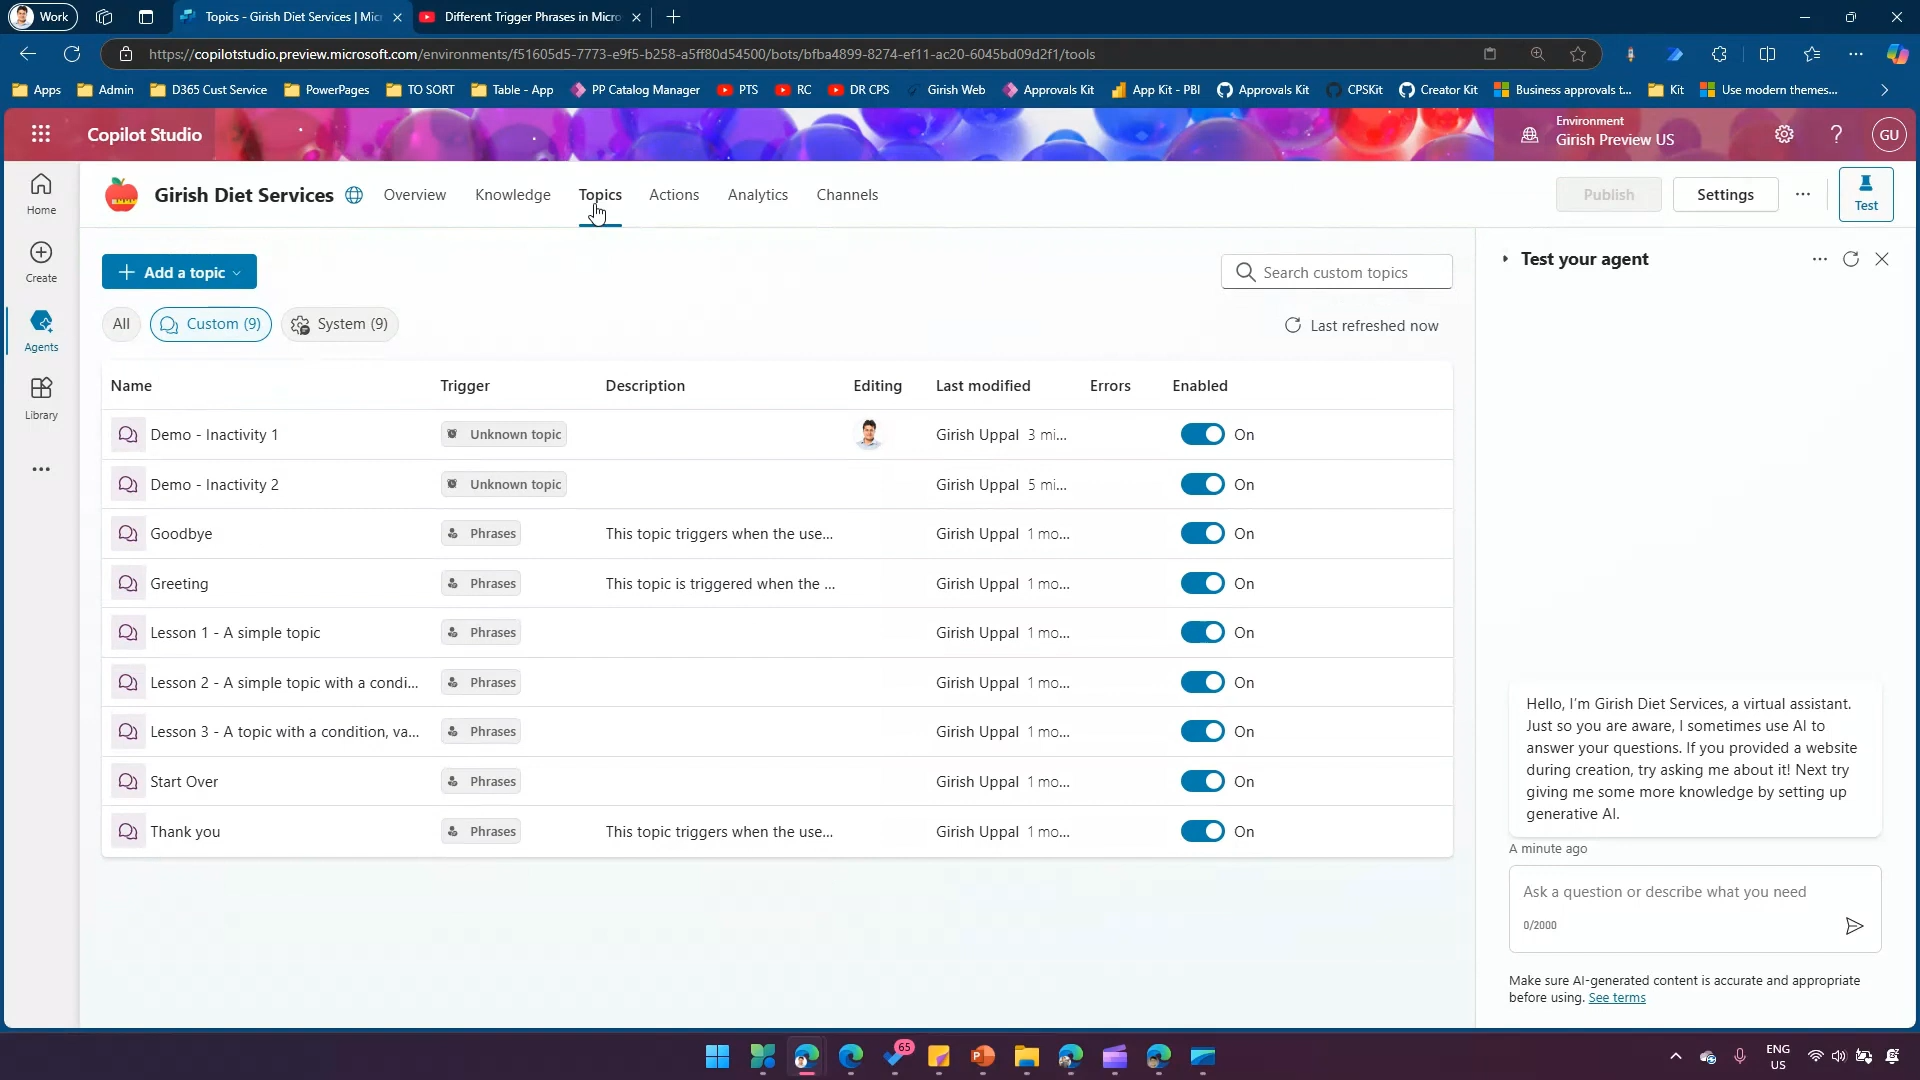 Work
Topics - Girish Diet Services | Mic
Different Trigger Phrases in Micro
https://copilotstudio.preview.microsoft.com/environments/f51605d5-7773-e9f5-b258-a5ff80d54500/bots/bfba4899-8274-ef11-ac20-6045bd09d2f1/tools
Apps
Admin
D365 Cust Service
PowerPages
TO SORT
Table - App
PP Catalog Manager
PTS
RC
DR CPS
Girish Web
Approvals Kit
App Kit - PBI
Approvals Kit
CPSKit
Creator Kit
Business approvals t...
Kit
Use modern themes...
Copilot Studio
Environment
Girish Preview US
GU
Home
Create
Agents
Library
Girish Diet Services
Overview
Knowledge
Topics
Actions
Analytics
Channels
Publish
Settings
Test
Add a topic
Search custom topics
All
Custom (9)
System (9)
Last refreshed now
Name Trigger Description Editing Last modified Errors Enabled
Demo - Inactivity 1 Unknown topic Girish Uppal 3 mi... On
Demo - Inactivity 2 Unknown topic Girish Uppal 5 mi... On
Goodbye Phrases This topic triggers when the use... Girish Uppal 1 mo... On
Greeting Phrases This topic is triggered when the ... Girish Uppal 1 mo... On
Lesson 1 - A simple topic Phrases Girish Uppal 1 mo... On
Lesson 2 - A simple topic with a condi... Phrases Girish Uppal 1 mo... On
Lesson 3 - A topic with a condition, va... Phrases Girish Uppal 1 mo... On
Start Over Phrases Girish Uppal 1 mo... On
Thank you Phrases This topic triggers when the use... Girish Uppal 1 mo... On
Test your agent
Hello, I'm Girish Diet Services, a virtual assistant.
Just so you are aware, I sometimes use AI to
answer your questions. If you provided a website
during creation, try asking me about it! Next try
giving me some more knowledge by setting up
generative AI.
A minute ago
Ask a question or describe what you need
0/2000
Make sure AI-generated content is accurate and appropriate
before using. See terms
65
ENG
US